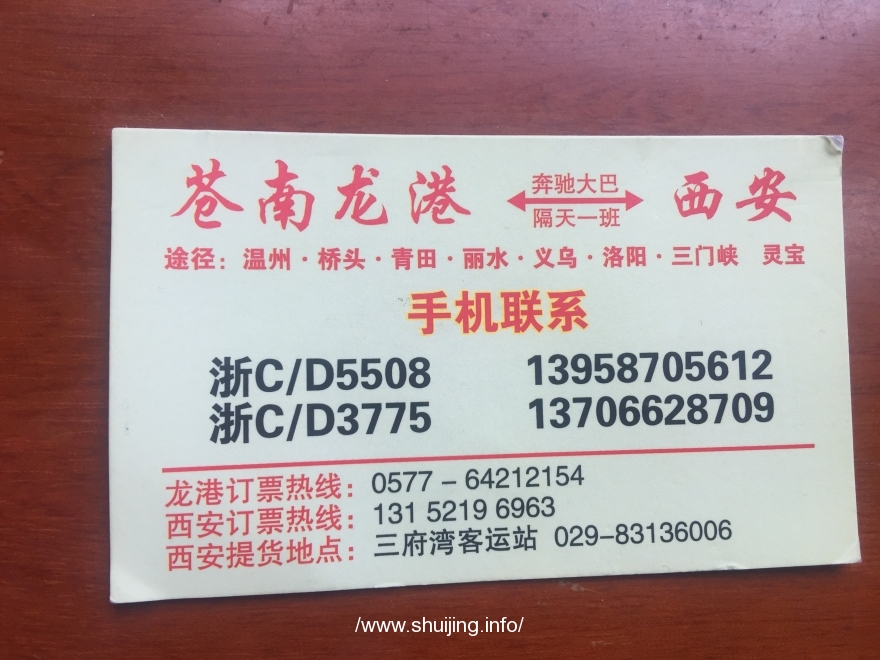 苍南龙港 奔驰大巴 西安
隔天一班
途径：温州·桥头·青田·丽水·义乌·洛阳·三门峡 灵宝
手机联系
浙C/D5508 13958705612
浙C/D3775 13706628709
龙港订票热线：0577－64212154
西安订票热线：131 5219 6963
西安提货地点：三府湾客运站 029-83136006
/www.shuijing.info/